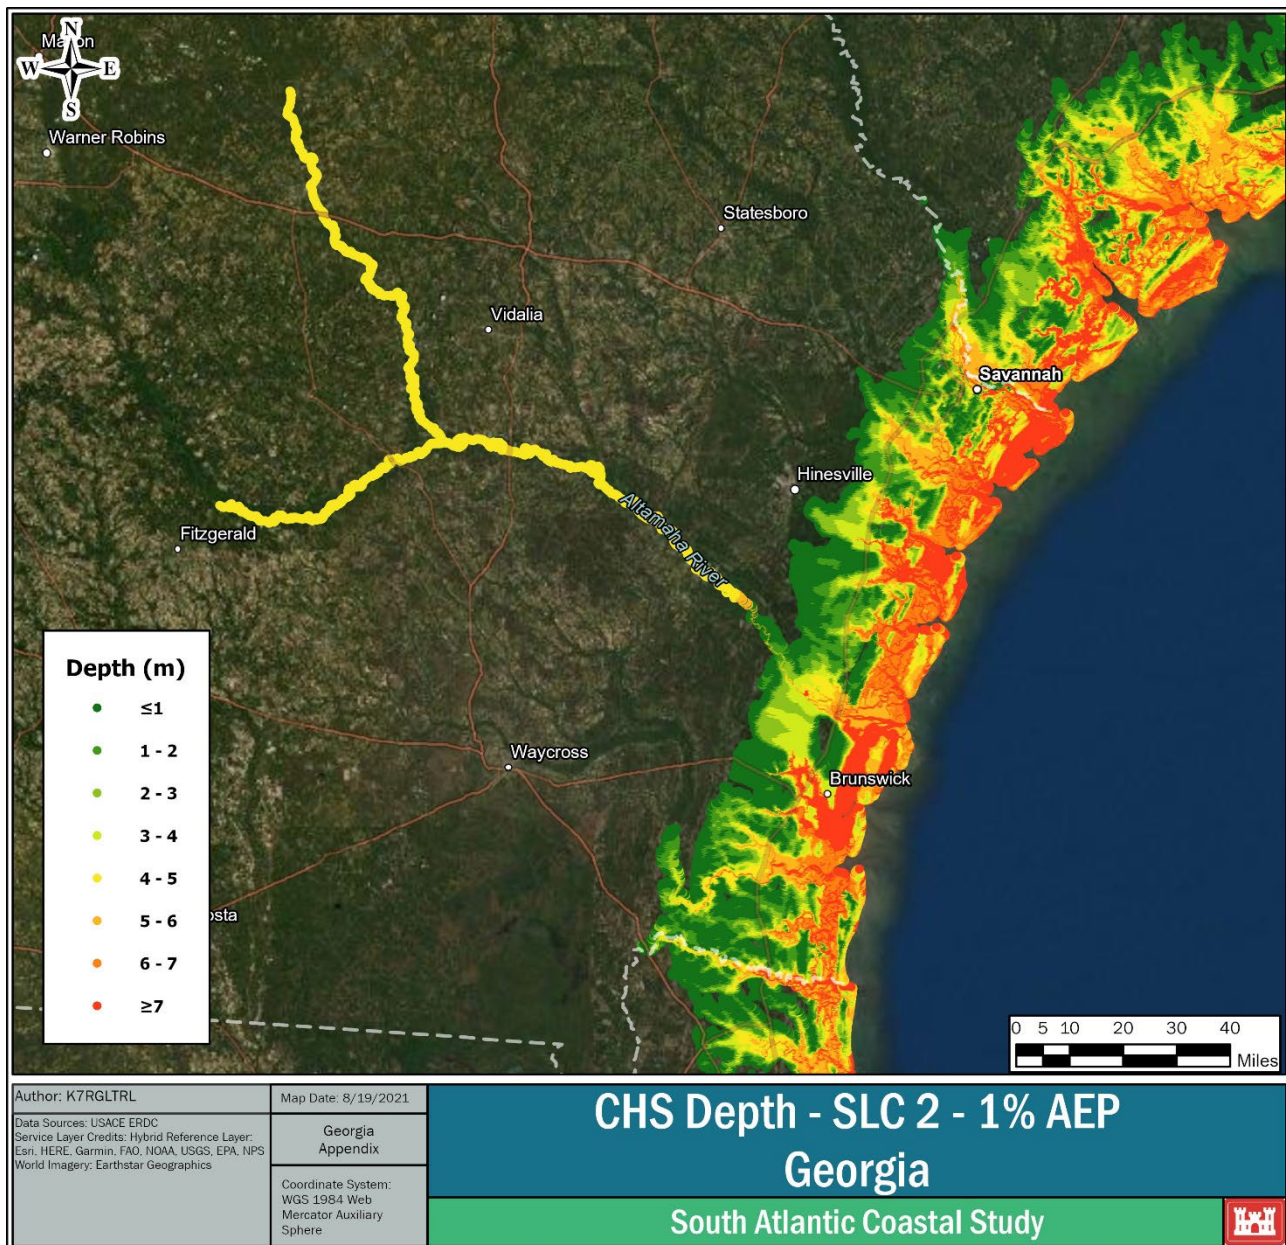 N
W
E
S
Warner Robins
Statesboro
Vidalia
Savannah
Hinesville
Altamaha River
Fitzgerald
Waycross
Brunswick
osta
Depth (m)
≤1
1 - 2
2 - 3
3 - 4
4 - 5
5 - 6
6 - 7
≥7
0 5 10 20 30 40
Miles
Author: K7RGLTRL
Data Sources: USACE ERDC
Service Layer Credits: Hybrid Reference Layer:
Esri, HERE, Garmin, FAO, NOAA, USGS, EPA, NPS
World Imagery: Earthstar Geographics
Map Date: 8/19/2021
Georgia
Appendix
Coordinate System:
WGS 1984 Web
Mercator Auxiliary
Sphere
CHS Depth - SLC 2 - 1% AEP
Georgia
South Atlantic Coastal Study